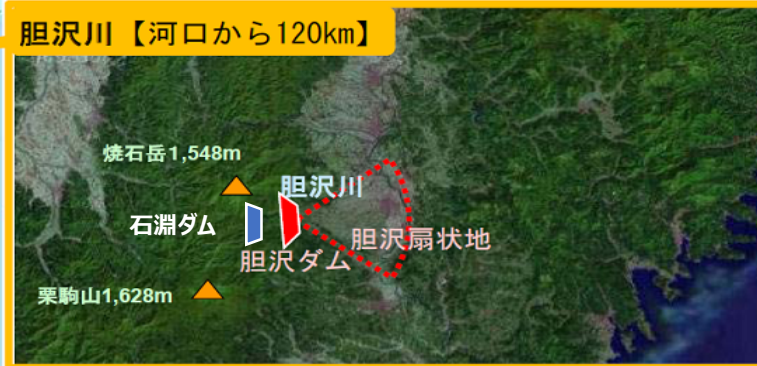 胆沢川【河口から120km】
焼石岳1,548m
胆沢川
石淵ダム
胆沢扇状地
胆沢ダム
栗駒山1,628m